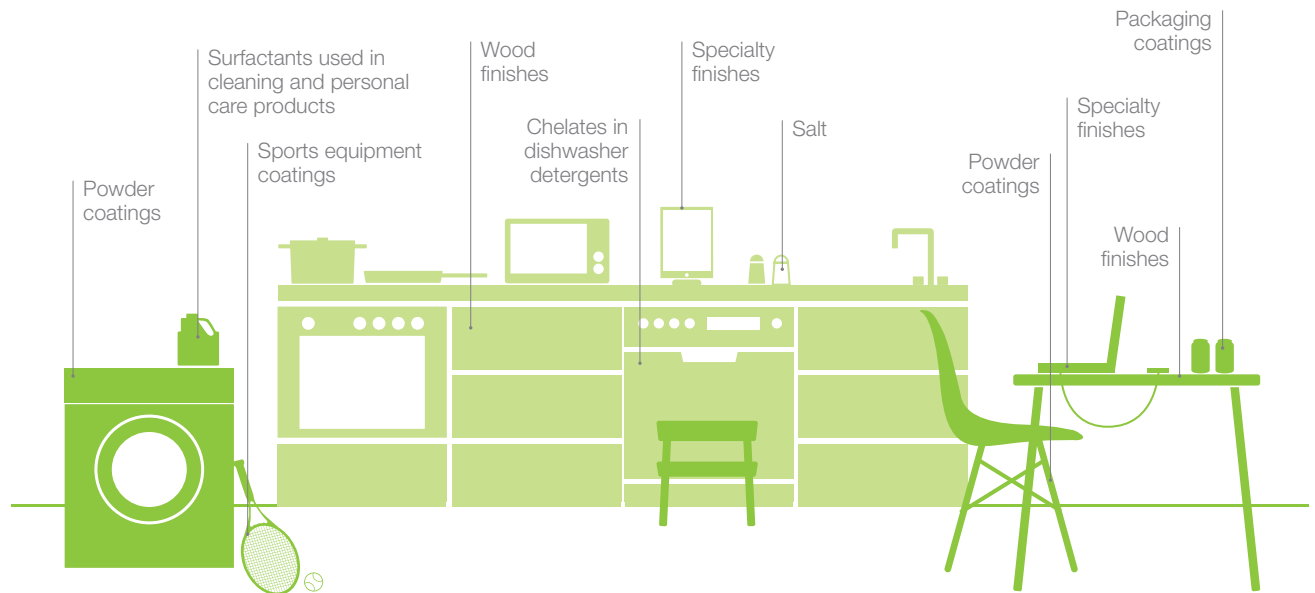 Powder
coatings
Surfactants used in
cleaning and personal
care products
Sports equipment
coatings
Wood
finishes
Chelates in
dishwasher
detergents
Specialty
finishes
Salt
Powder
coatings
Specialty
finishes
Packaging
coatings
Wood
finishes